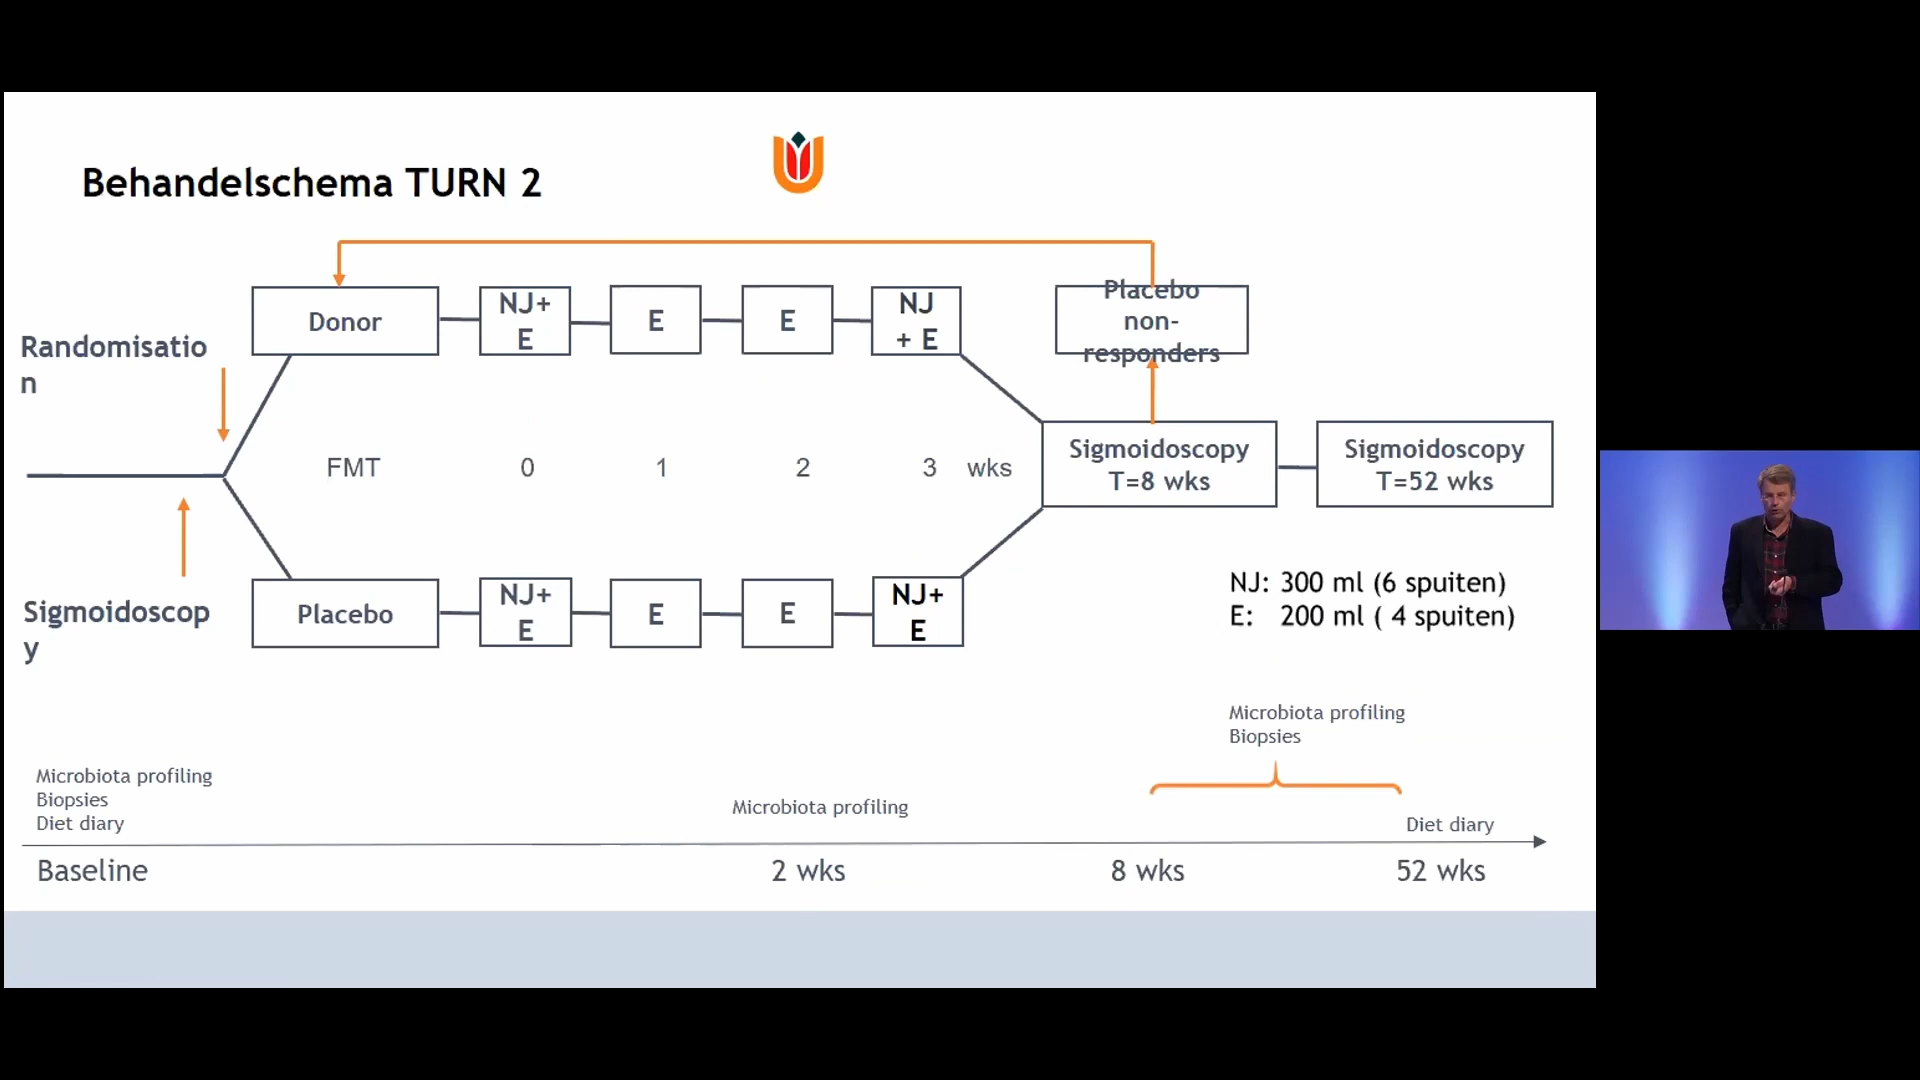 Behandelschema TURN 2
Randomisatio
n
Donor
NJ+
E
E
E
NJ
+ E
Placebo
non-
responders
FMT
0
1
2
3
wks
Sigmoidoscopy
T=8 wks
Sigmoidoscopy
T=52 wks
Sigmoidoscop
y
Placebo
NJ+
E
E
E
NJ+
E
NJ: 300 ml (6 spuiten)
E: 200 ml ( 4 spuiten)
Microbiota profiling
Biopsies
Microbiota profiling
Biopsies
Diet diary
Microbiota profiling
Diet diary
Baseline
2 wks
8 wks
52 wks